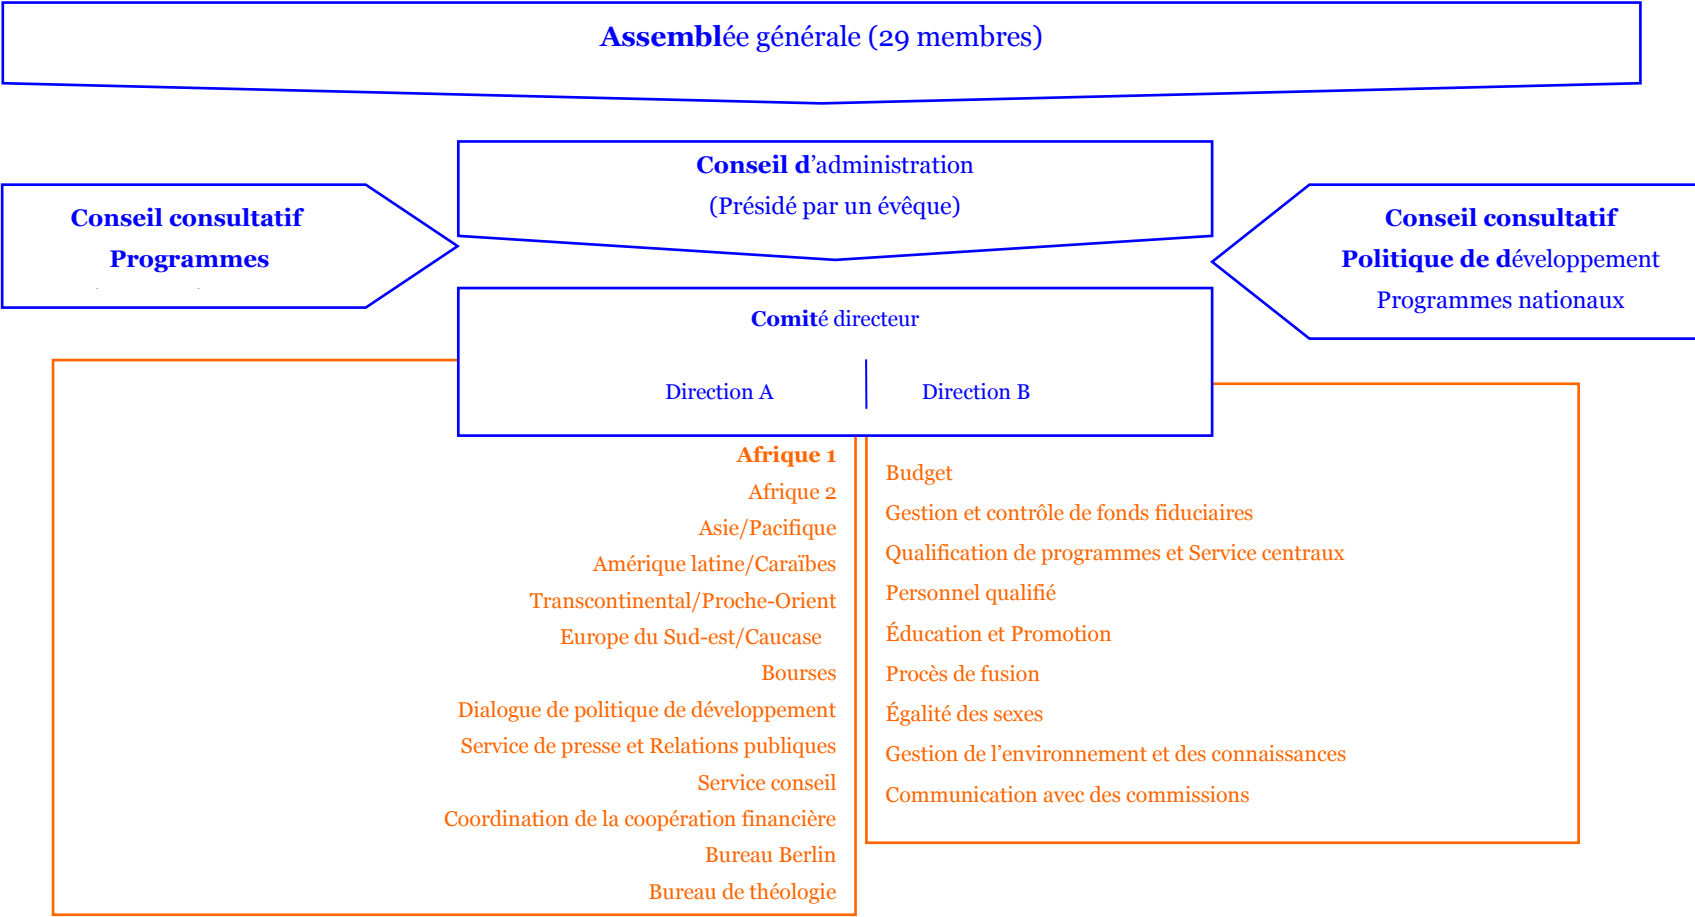 Assemblée générale (29 membres)
Conseil d'administration
(Présidé par un évêque)
Conseil consultatif
Programmes
Conseil consultatif
Politique de développement
Programmes nationaux
Comité directeur
Direction A
Direction B
Afrique 1
Afrique 2
Asie/Pacifique
Amérique latine/Caraïbes
Transcontinental/Proche-Orient
Europe du Sud-est/Caucase
Bourses
Dialogue de politique de développement
Service de presse et Relations publiques
Service conseil
Coordination de la coopération financière
Bureau Berlin
Bureau de théologie
Budget
Gestion et contrôle de fonds fiduciaires
Qualification de programmes et Service centraux
Personnel qualifié
Éducation et Promotion
Procès de fusion
Égalité des sexes
Gestion de l'environnement et des connaissances
Communication avec des commissions